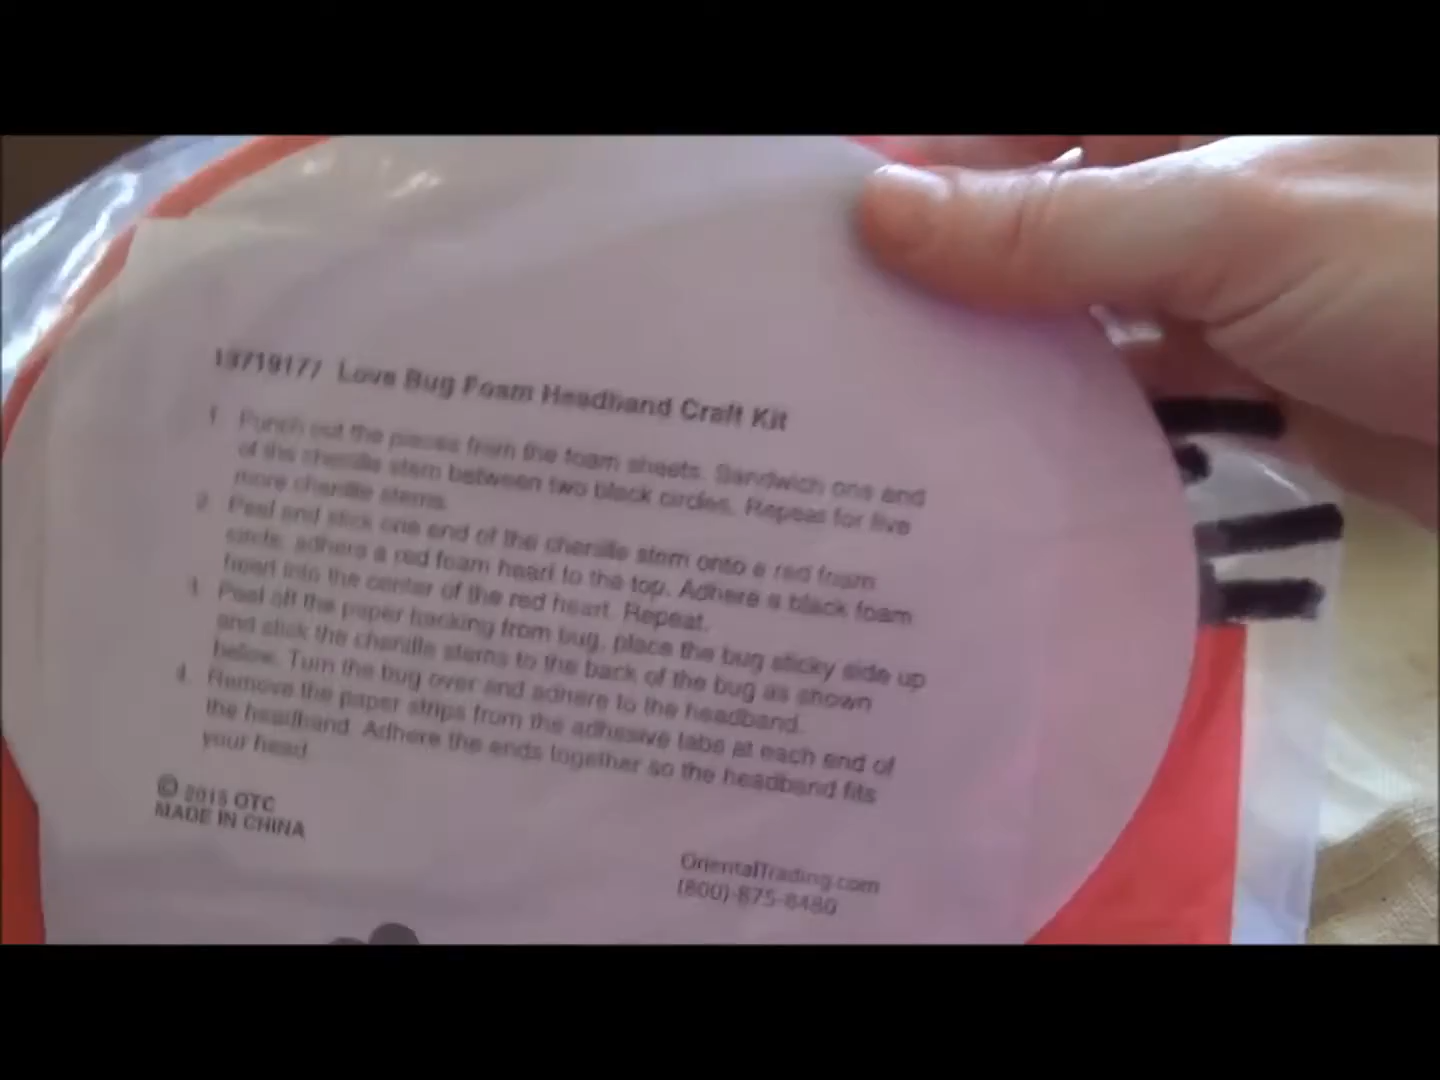 13719177 Love Bug Foam Headband Craft Kit
1. Punch out the pieces from the foam sheets. Sandwich one end
of the chenille stem between two black circles. Repeat for five
more chenille stems.
2. Peel and stick one end of the chenille stem onto a red foam
circle, adhere a red foam heart to the top. Adhere a black foam
heart into the center of the red heart. Repeat.
3. Peel off the paper backing from bug, place the bug sticky side up
and stick the chenille stems to the back of the bug as shown
below. Turn the bug over and adhere to the headband.
4. Remove the paper strips from the adhesive tabs at each end of
the headband. Adhere the ends together so the headband fits
your head.
© 2015 OTC
MADE IN CHINA
OrientalTrading.com
(800)-875-8480